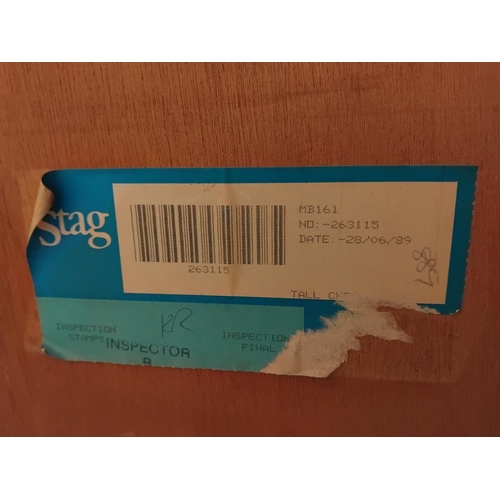 Stag
MB161
NO:-263115
DATE:-28/06/89
263115
TALL
INSPECTION
STAMPS
INSPECTOR
INSPECTION
FINAL